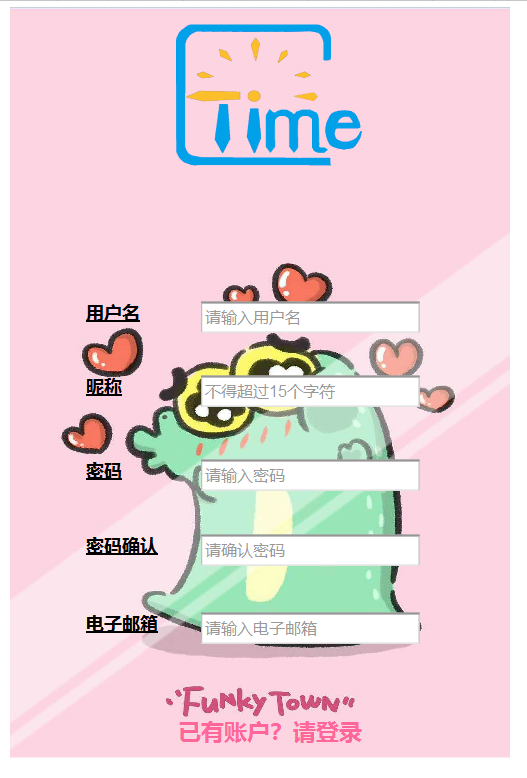 Time
用户名
请输入用户名
昵称
不得超过15个字符
密码
请输入密码
密码确认
请确认密码
电子邮箱
请输入电子邮箱
"FUNKY TOWN"
已有账户？请登录